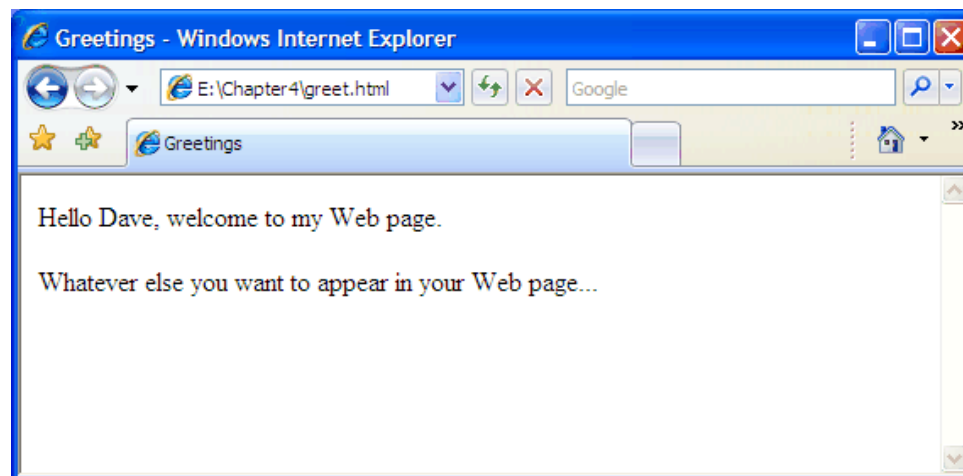 Greetings - Windows Internet Explorer
E:\Chapter4\greet.html
Google
Greetings
Hello Dave, welcome to my Web page.
Whatever else you want to appear in your Web page...